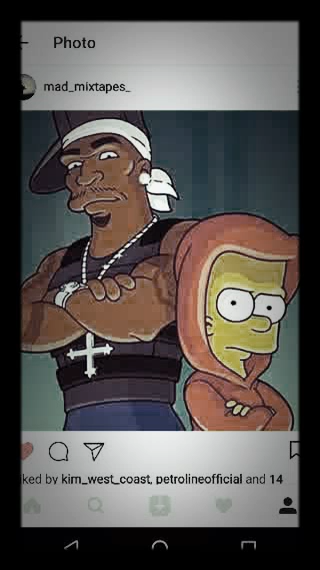 Photo
mad_mixtapes_
ked by kim_west_coast, petrolineofficial and 14